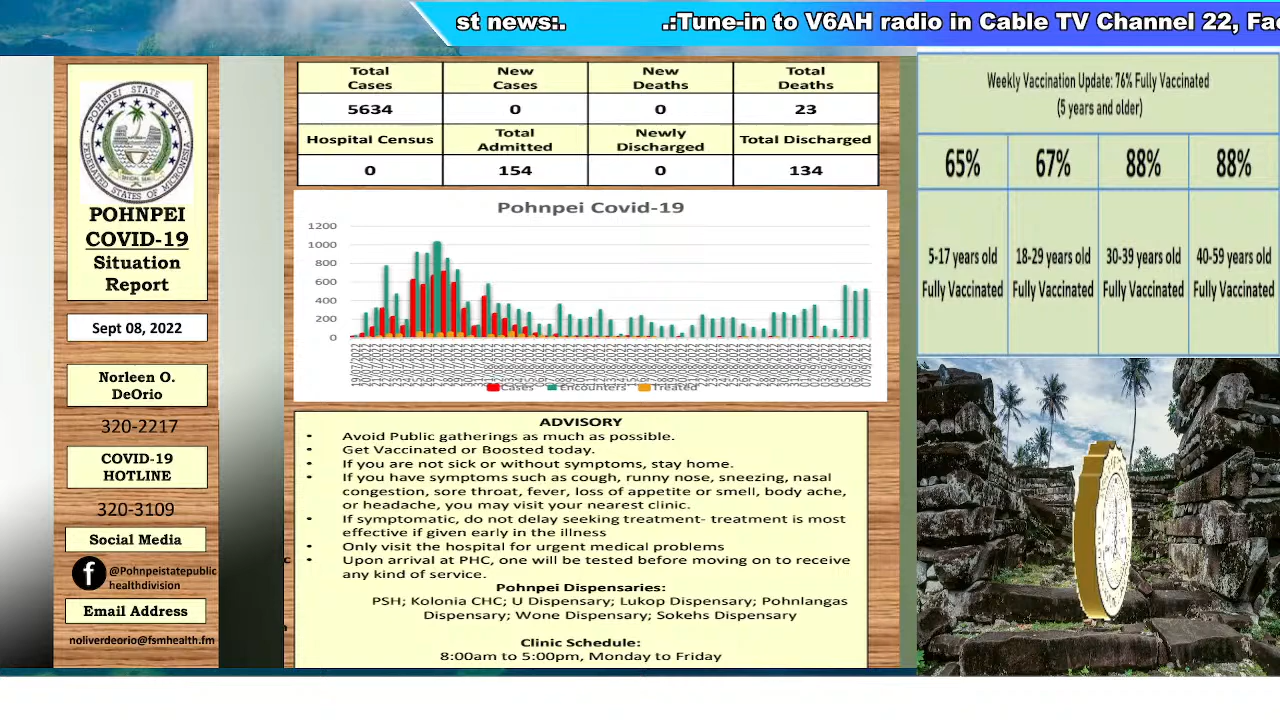 st news:.
.:Tune-in to V6AH radio in Cable TV Channel 22, Fac
POHNPEI STATE SEAL
FEDERATED STATES OF MICRONESIA
POHNPEI
COVID-19
Situation
Report
Sept 08, 2022
Norleen O.
DeOrio
320-2217
COVID-19
HOTLINE
320-3109
Social Media
@Pohnpeistatepublic
healthdivision
Email Address
noliverdeorio@fsmhealth.fm
Total Cases
New Cases
New Deaths
Total Deaths
5634
0
0
23
Hospital Census
Total Admitted
Newly Discharged
Total Discharged
0
154
0
134
Pohnpei Covid-19
1200
1000
800
600
400
200
0
Cases
Encounters
Treated
ADVISORY
• Avoid Public gatherings as much as possible.
• Get Vaccinated or Boosted today.
• If you are not sick or without symptoms, stay home.
• If you have symptoms such as cough, runny nose, sneezing, nasal
congestion, sore throat, fever, loss of appetite or smell, body ache,
or headache, you may visit your nearest clinic.
• If symptomatic, do not delay seeking treatment- treatment is most
effective if given early in the illness
• Only visit the hospital for urgent medical problems
• Upon arrival at PHC, one will be tested before moving on to receive
any kind of service.
Pohnpei Dispensaries:
PSH; Kolonia CHC; U Dispensary; Lukop Dispensary; Pohnlangas
Dispensary; Wone Dispensary; Sokehs Dispensary
Clinic Schedule:
8:00am to 5:00pm, Monday to Friday
Weekly Vaccination Update: 76% Fully Vaccinated
(5 years and older)
65%
67%
88%
88%
5-17 years old
Fully Vaccinated
18-29 years old
Fully Vaccinated
30-39 years old
Fully Vaccinated
40-59 years old
Fully Vaccinated